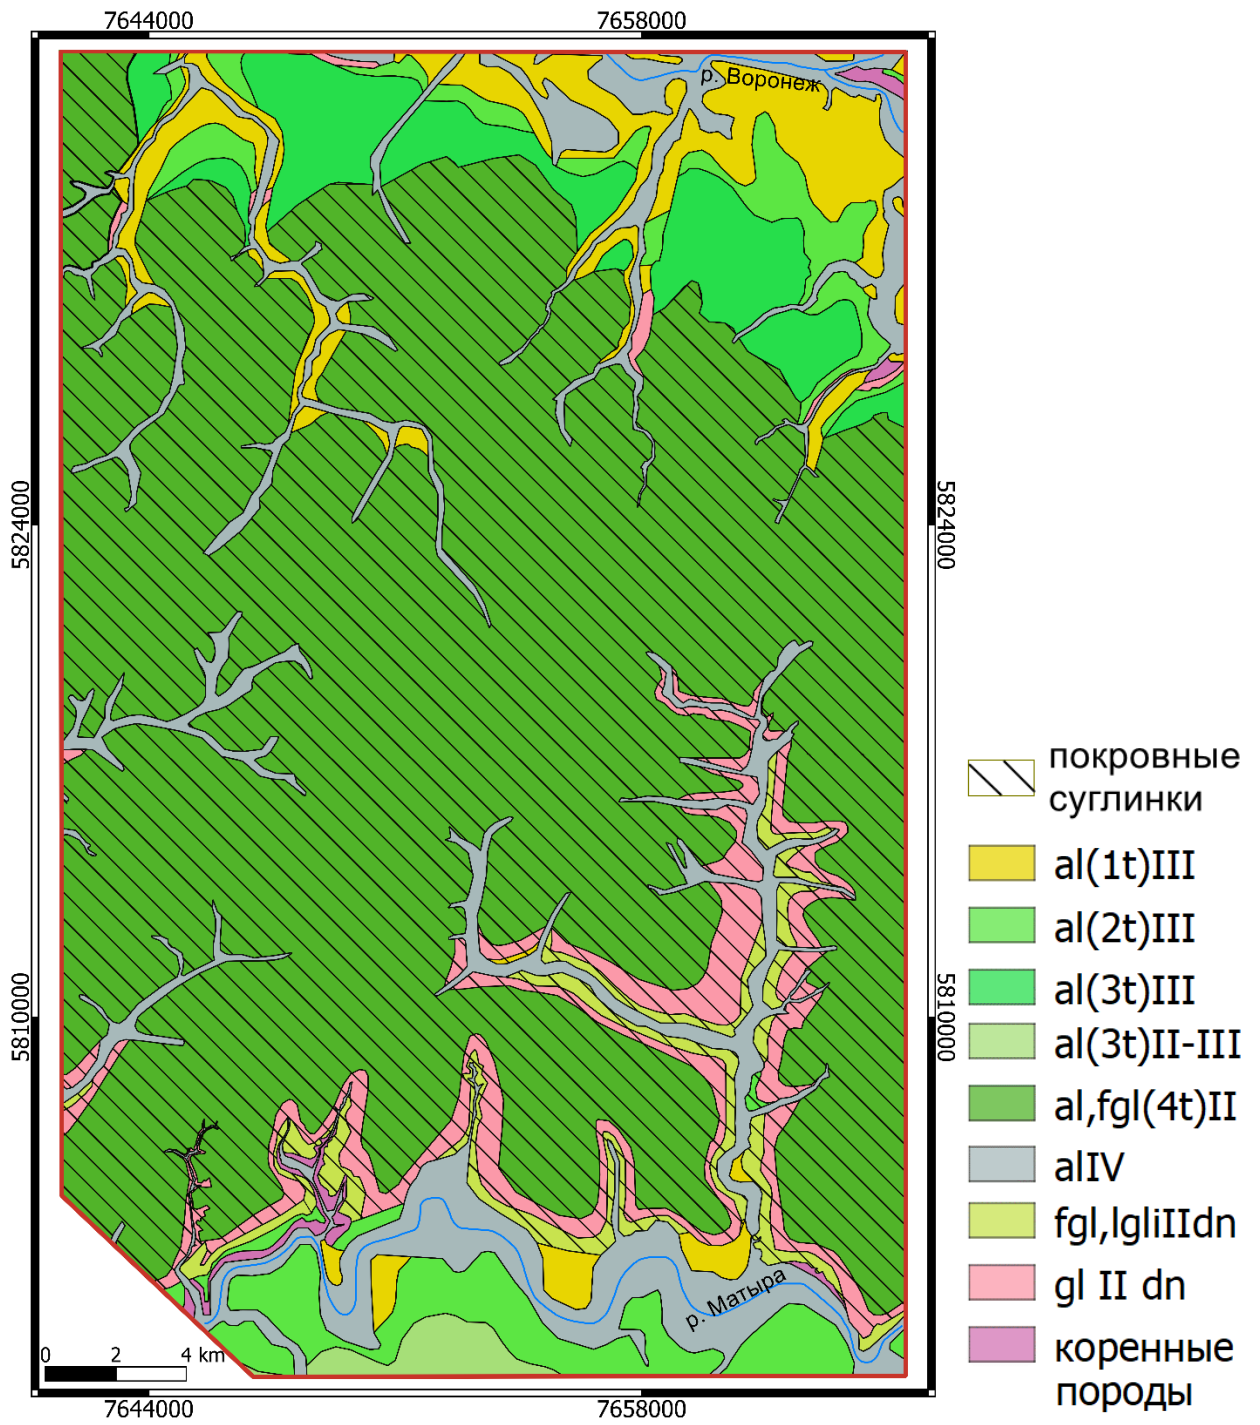 7644000 7658000
р. Воронеж
5824000 5824000
покровные
суглинки
al(1t)III
al(2t)III
al(3t)III
5810000 5810000
al(3t)II-III
al,fgl(4t)II
alIV
fgl,lgliIIdn
gl II dn
р. Матыра
коренные
породы
0 2 4 km
7644000 7658000